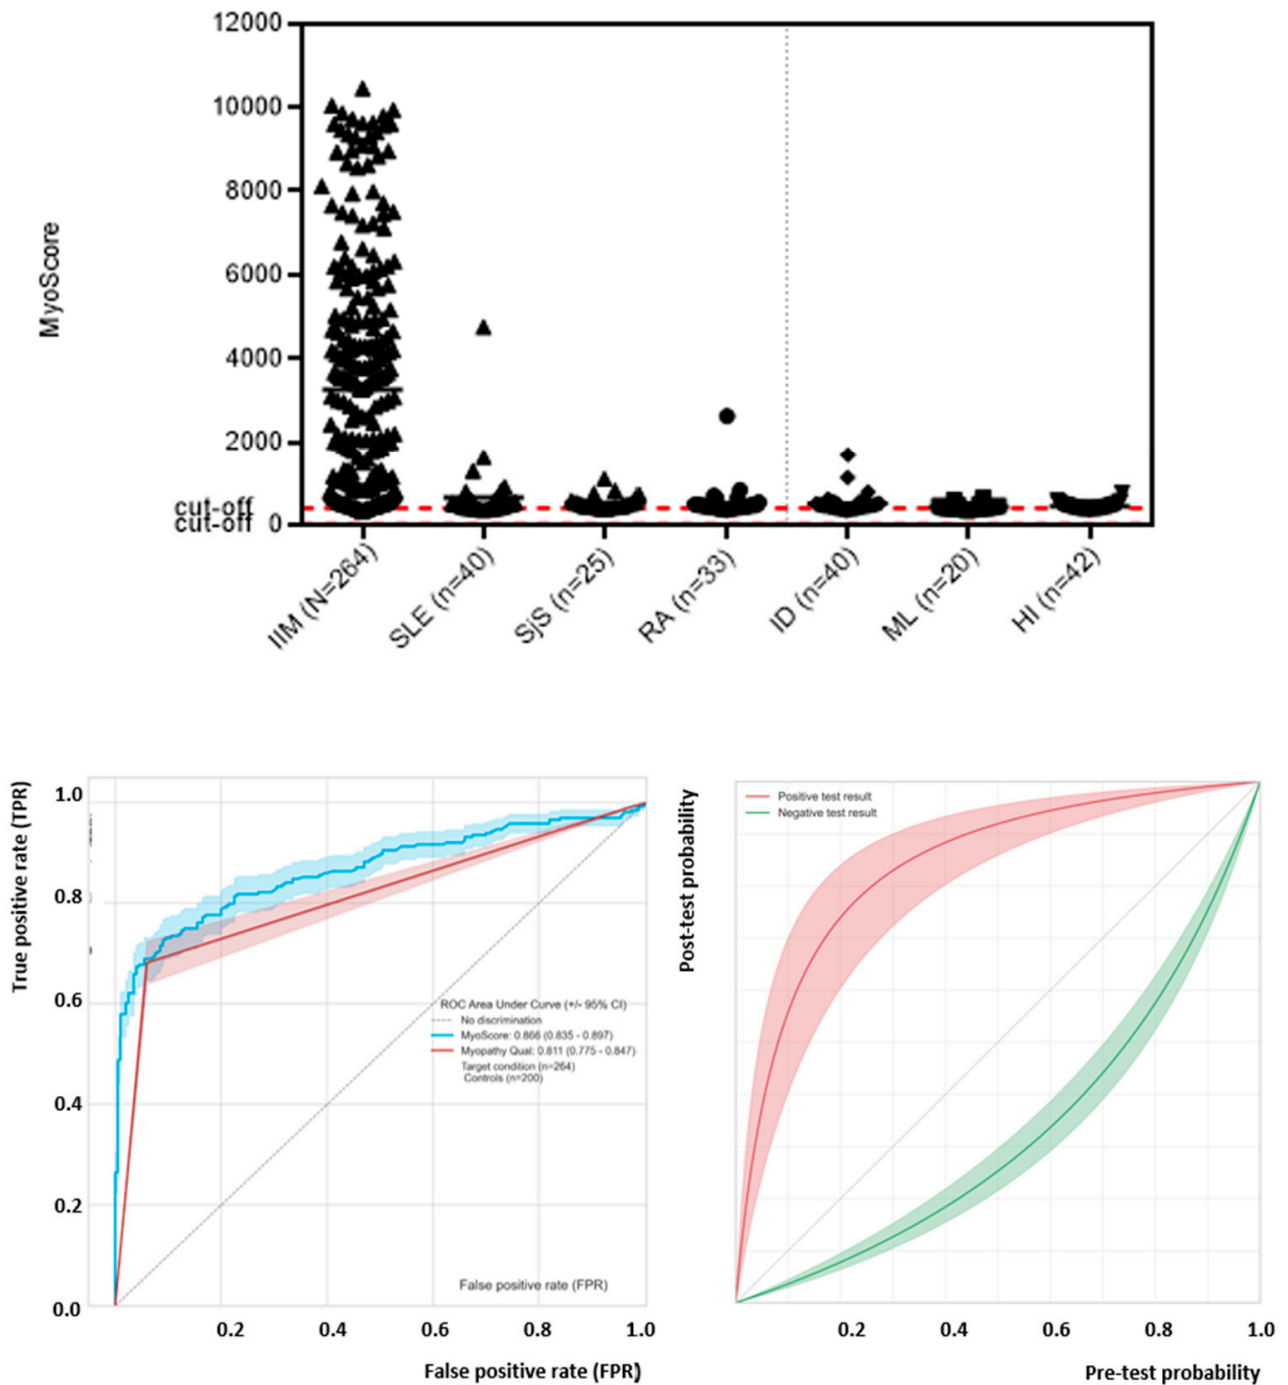 12000
10000
8000
6000
4000
2000
cut-off
cut-off 0
MyoScore
IIM (N=264)
SLE (n=40)
SjS (n=25)
RA (n=33)
ID (n=40)
ML (n=20)
HI (n=42)
True positive rate (TPR)
1.0
0.8
0.6
0.4
0.2
0.0
ROC Area Under Curve (+/- 95% CI)
No discrimination
MyoScore: 0.866 (0.835 - 0.897)
Myopathy Qual: 0.811 (0.775 - 0.847)
Target condition (n=264)
Controls (n=200)
False positive rate (FPR)
0.2 0.4 0.6 0.8 1.0
False positive rate (FPR)
Post-test probability
Positive test result
Negative test result
0.2 0.4 0.6 0.8 1.0
Pre-test probability